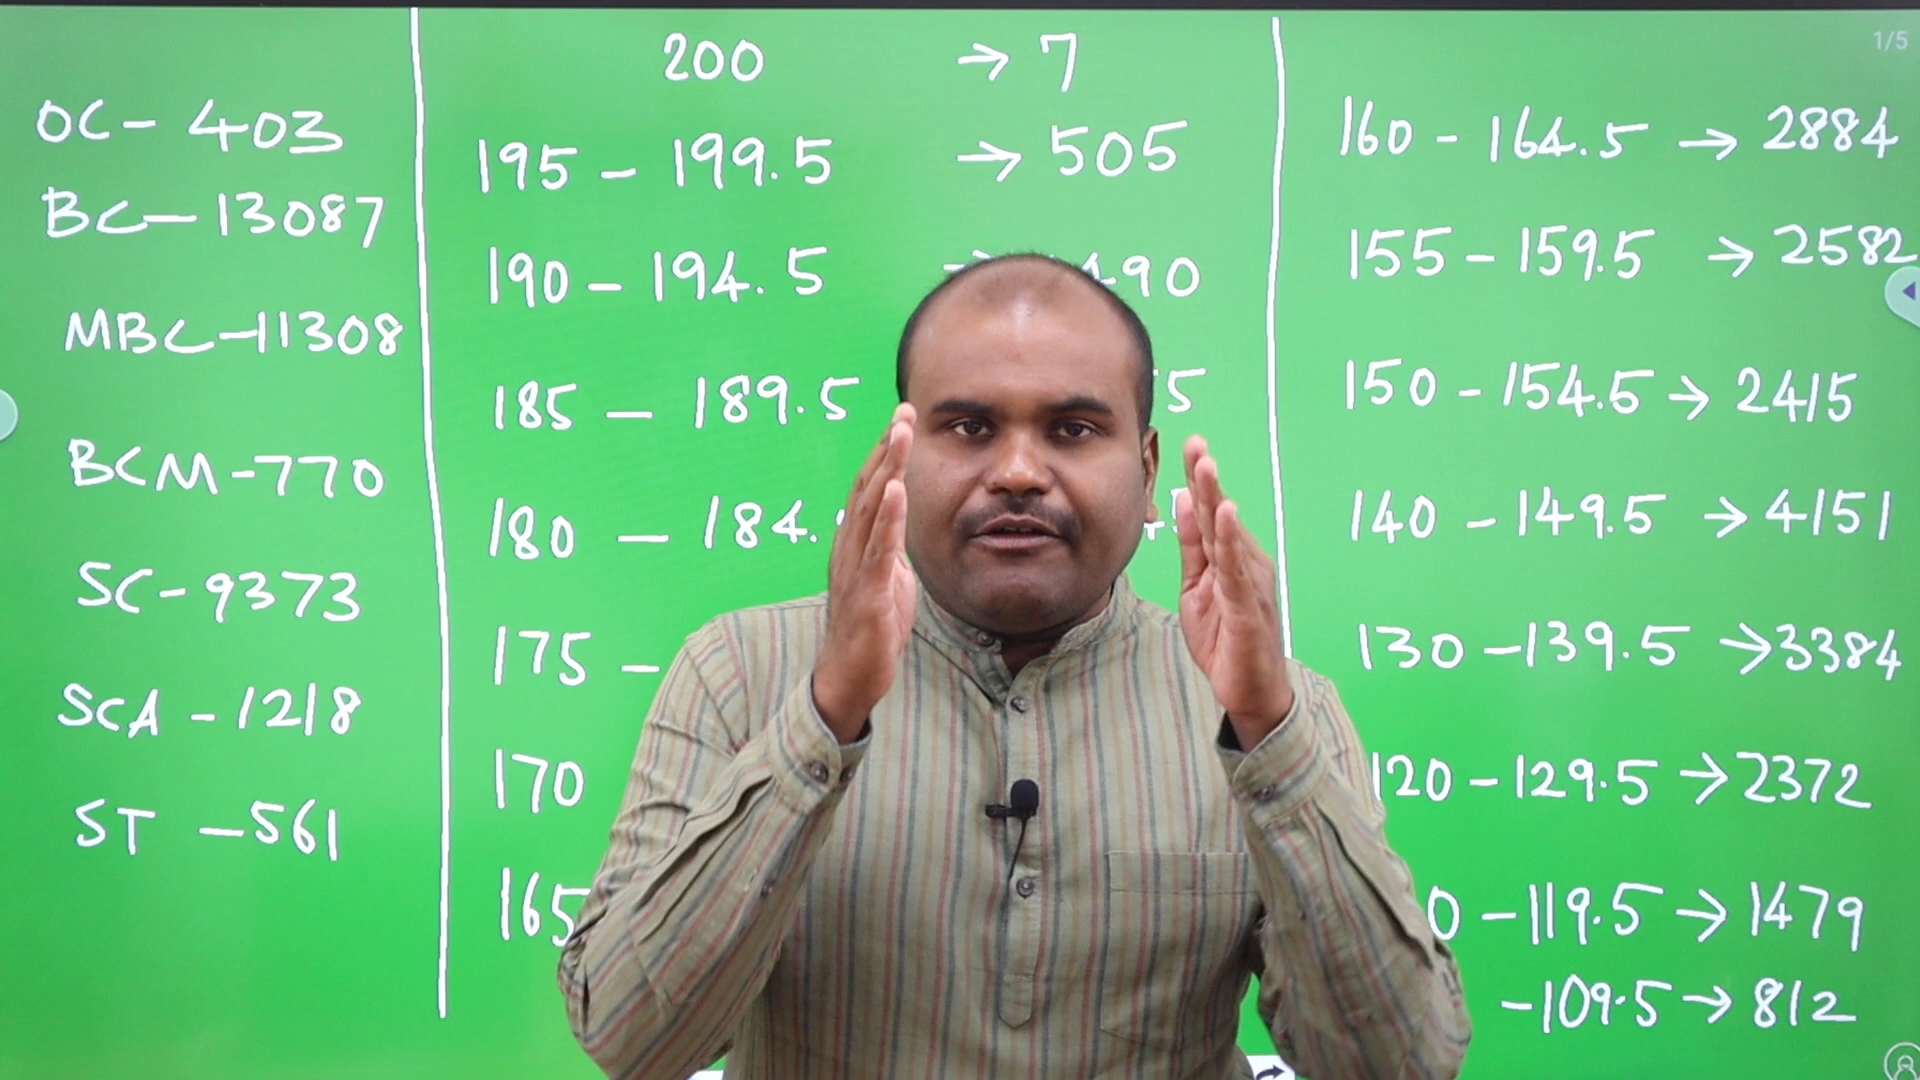 OC - 403
BC - 13087
MBC - 11308
BCM - 770
SC - 9373
SCA - 1218
ST - 561
200 → 7
195 - 199.5 → 505
190 - 194.5
185 - 189.5
180 - 184.
175 -
170
165
160 - 164.5 → 2884
155 - 159.5 → 2582
150 - 154.5 → 2415
140 - 149.5 → 4151
130 - 139.5 → 3384
120 - 129.5 → 2372
0 - 119.5 → 1479
- 109.5 → 812
1/5